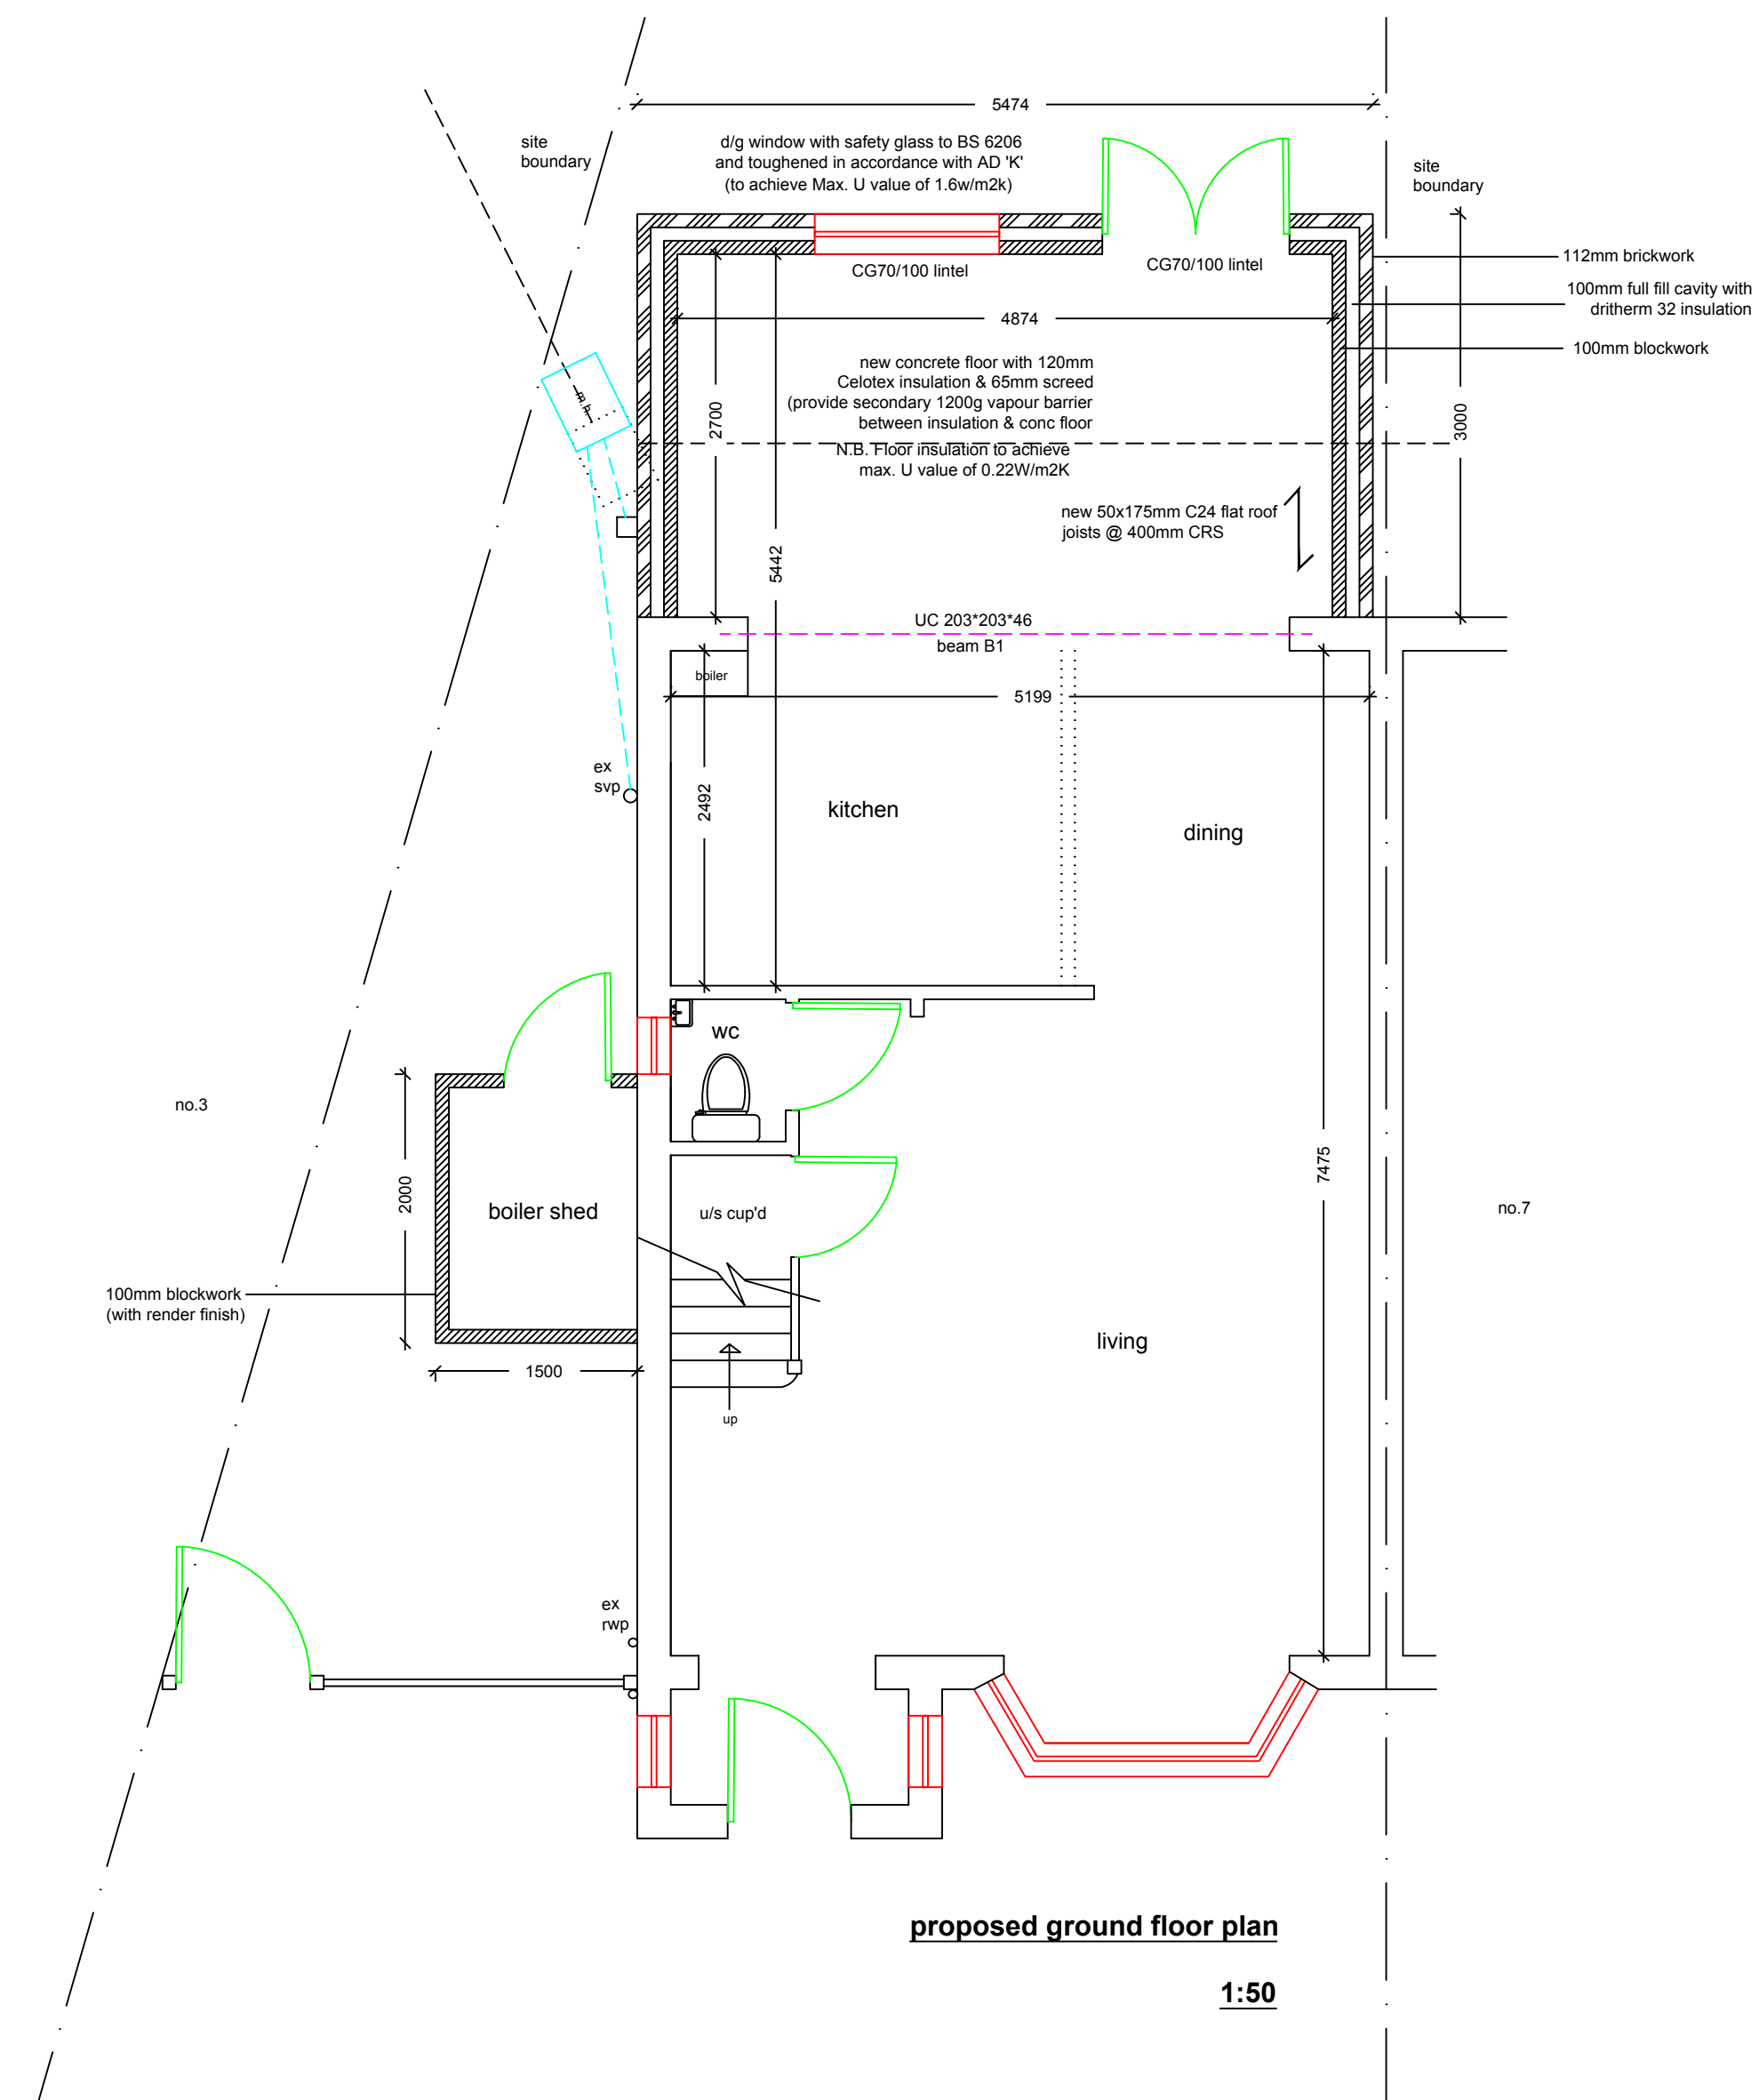 5474
site
boundary
d/g window with safety glass to BS 6206
and toughened in accordance with AD 'K'
(to achieve Max. U value of 1.6w/m2k)
site
boundary
CG70/100 lintel
CG70/100 lintel
112mm brickwork
100mm full fill cavity with
dritherm 32 insulation
100mm blockwork
4874
new concrete floor with 120mm
Celotex insulation & 65mm screed
(provide secondary 1200g vapour barrier
between insulation & conc floor
N.B. Floor insulation to achieve
max. U value of 0.22W/m2K
m.h.
2700
3000
new 50x175mm C24 flat roof
joists @ 400mm CRS
5442
UC 203*203*46
beam B1
boiler
5199
ex
svp
2492
kitchen
dining
wc
no.3
2000
boiler shed
u/s cup'd
7475
no.7
100mm blockwork
(with render finish)
living
1500
up
ex
rwp
proposed ground floor plan
1:50